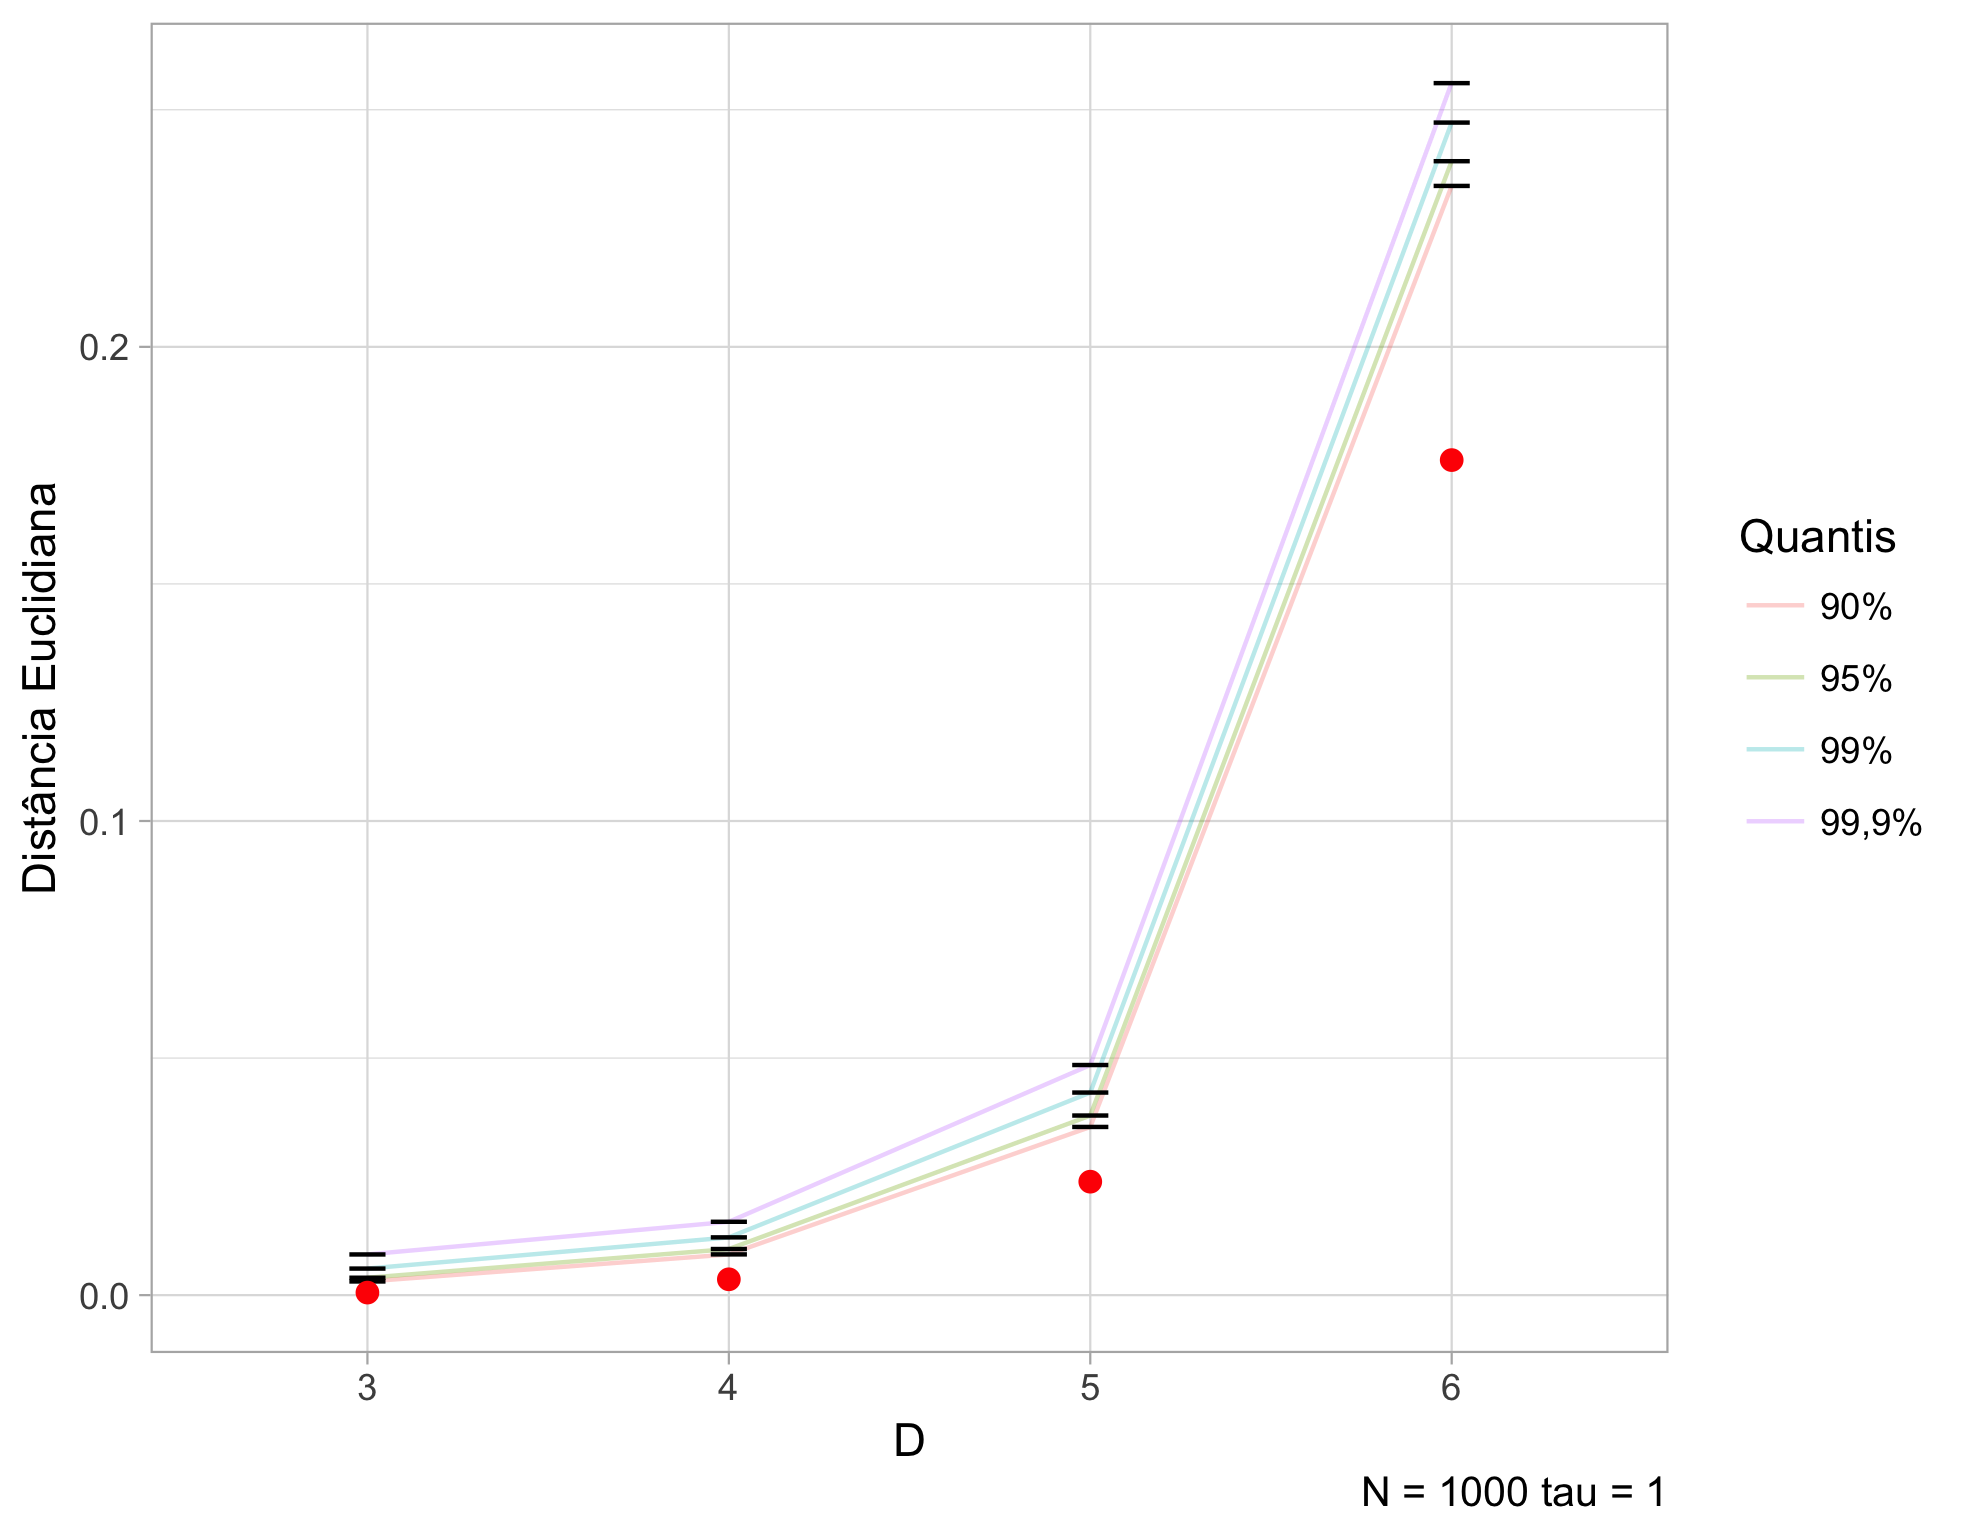 Distância Euclidiana
0.2
0.1
0.0
3 4 5 6
D
N = 1000 tau = 1
Quantis
90%
95%
99%
99,9%